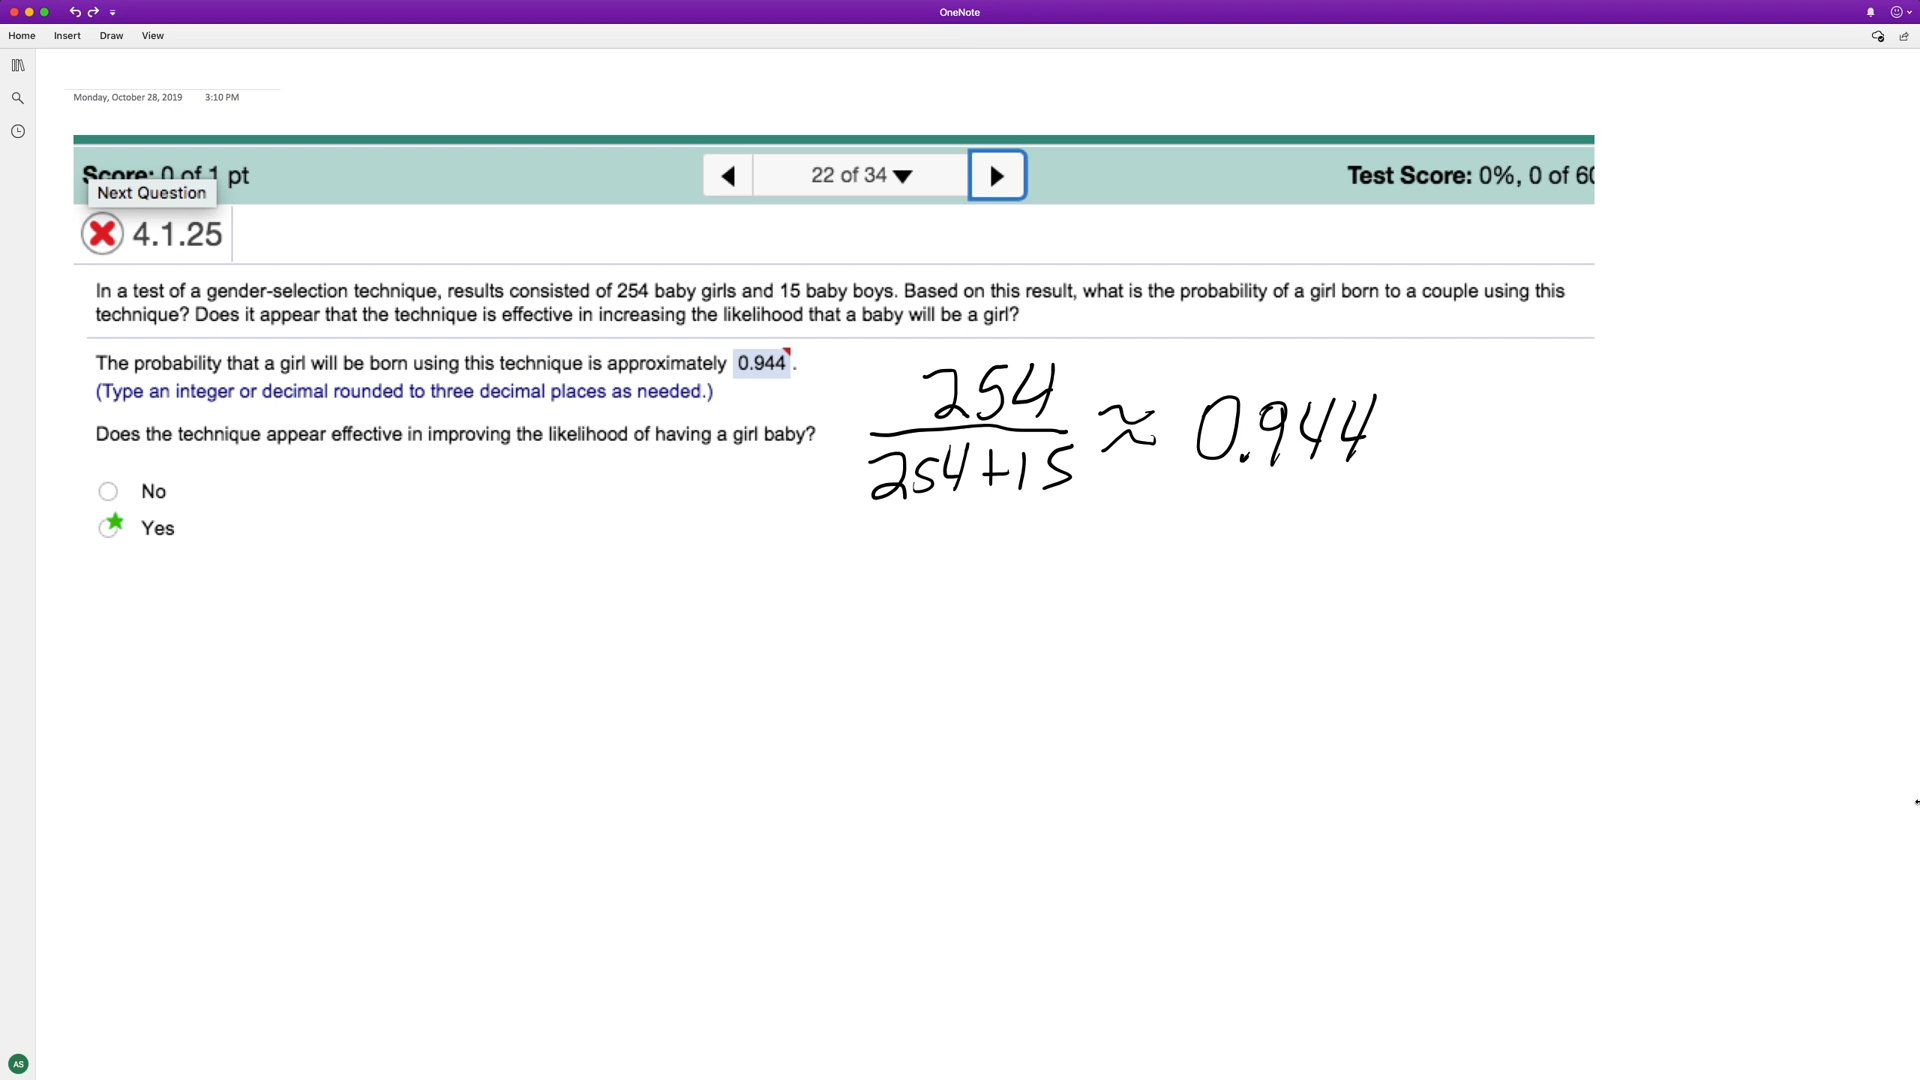 OneNote
Home Insert Draw View
Monday, October 28, 2019 3:10 PM
Score: 0 of 1 pt
22 of 34
Test Score: 0%, 0 of 60
Next Question
4.1.25
In a test of a gender-selection technique, results consisted of 254 baby girls and 15 baby boys. Based on this result, what is the probability of a girl born to a couple using this
technique? Does it appear that the technique is effective in increasing the likelihood that a baby will be a girl?
The probability that a girl will be born using this technique is approximately 0.944.
(Type an integer or decimal rounded to three decimal places as needed.)
Does the technique appear effective in improving the likelihood of having a girl baby?
No
Yes
254
254+15
≈ 0.944
AS